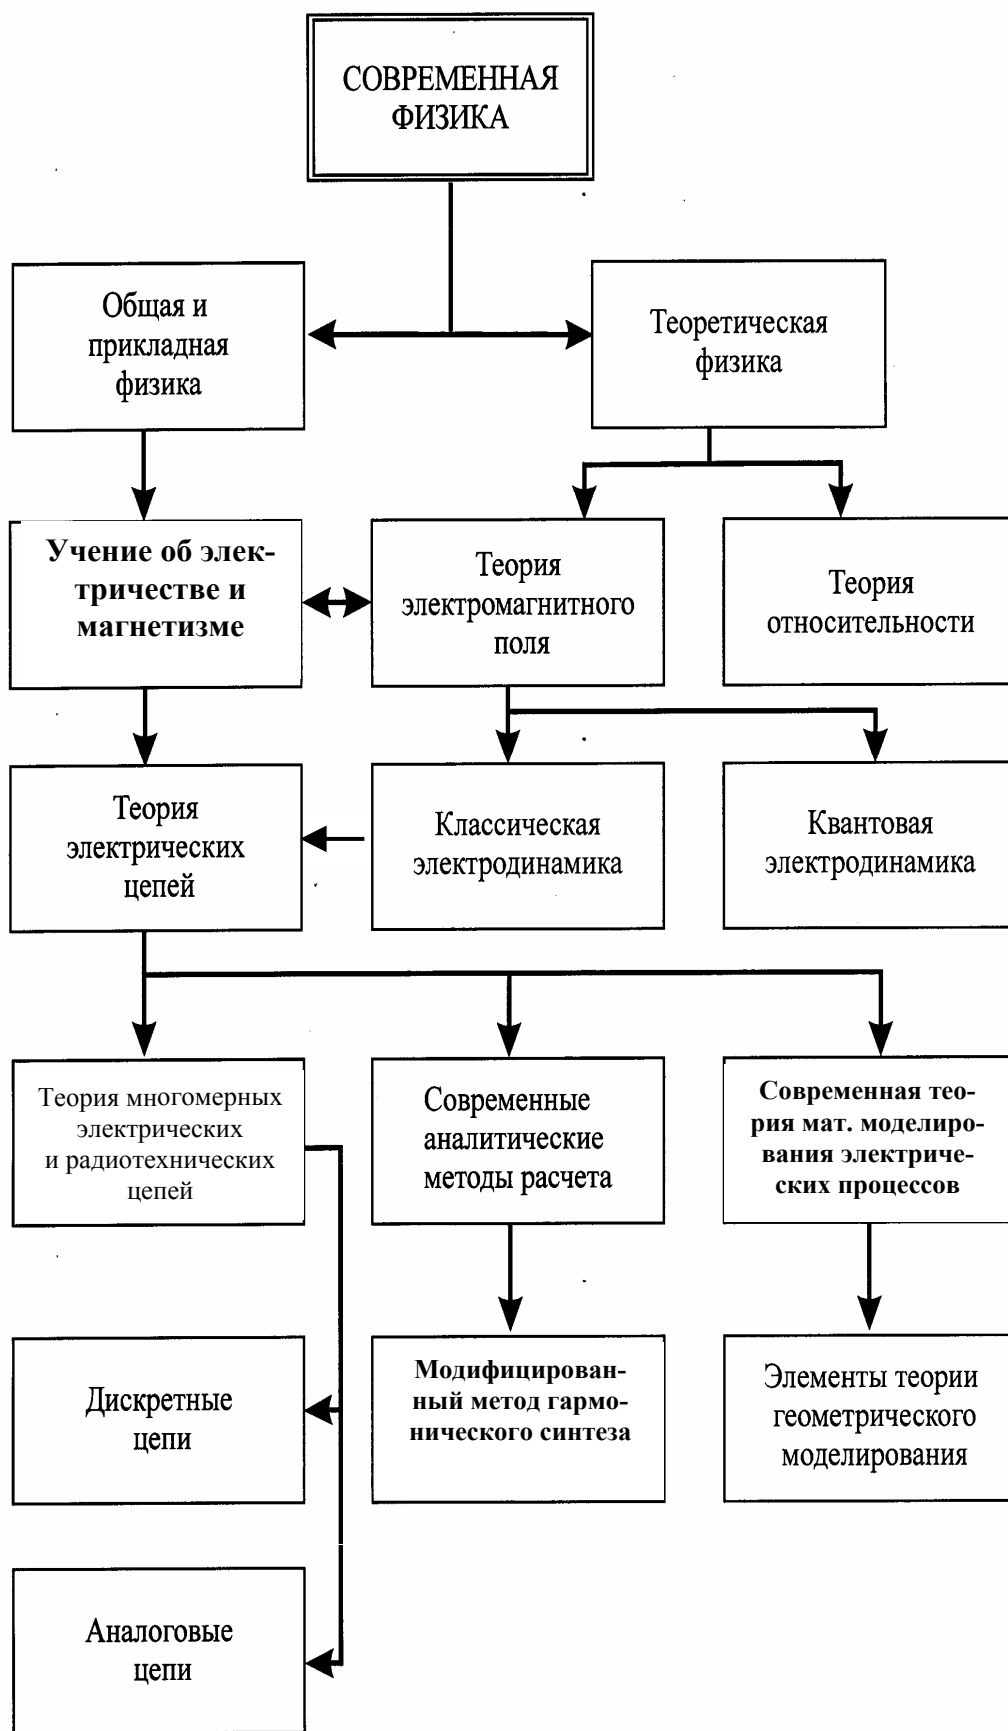 СОВРЕМЕННАЯ
ФИЗИКА
Общая и
прикладная
физика
Теоретическая
физика
Учение об элек-
тричестве и
магнетизме
Теория
электромагнитного
поля
Теория
относительности
Теория
электрических
цепей
Классическая
электродинамика
Квантовая
электродинамика
Теория многомерных
электрических
и радиотехнических
цепей
Современные
аналитические
методы расчета
Современная тео-
рия мат. моделиро-
вания электриче-
ских процессов
Дискретные
цепи
Модифицирован-
ный метод гармо-
нического синтеза
Элементы теории
геометрического
моделирования
Аналоговые
цепи